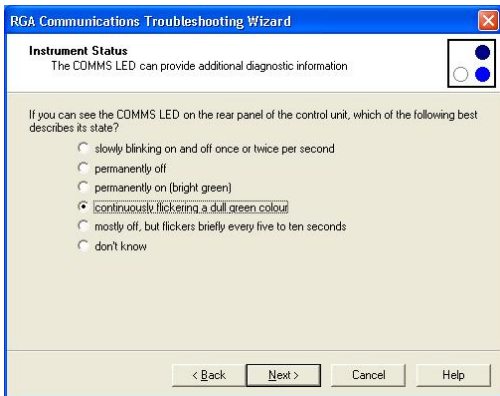 RGA Communications Troubleshooting Wizard
Instrument Status
The COMMS LED can provide additional diagnostic information
If you can see the COMMS LED on the rear panel of the control unit, which of the following best
describes its state?
slowly blinking on and off once or twice per second
permanently off
permanently on (bright green)
continuously flickering a dull green colour
mostly off, but flickers briefly every five to ten seconds
don't know
< Back
Next >
Cancel
Help